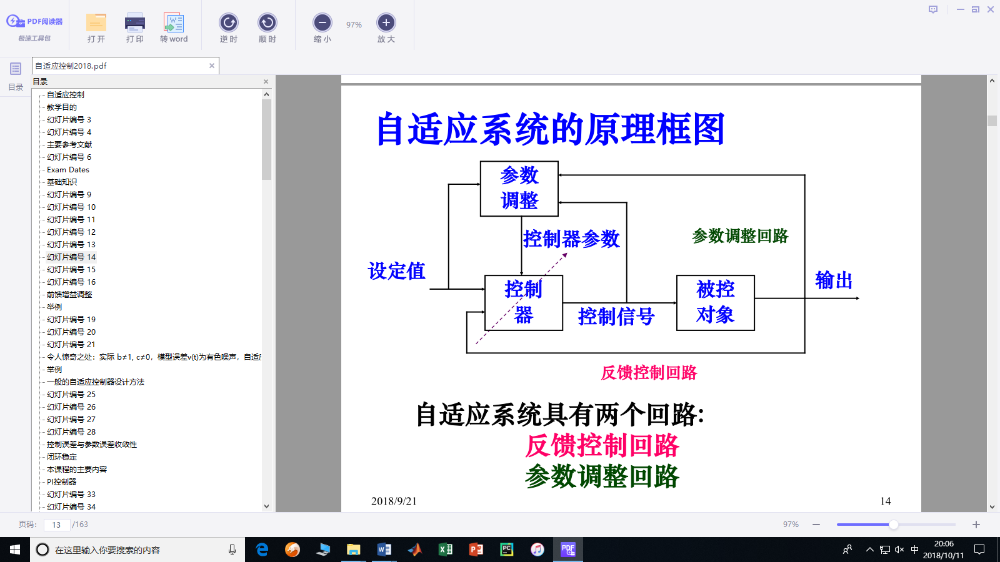 PDF阅读器
极速工具包
打开
打印
转word
逆时
顺时
缩小
97%
放大
目录
自适应控制2018.pdf
目录
自适应控制
教学目的
幻灯片编号 3
幻灯片编号 4
主要参考文献
幻灯片编号 6
Exam Dates
基础知识
幻灯片编号 9
幻灯片编号 10
幻灯片编号 11
幻灯片编号 12
幻灯片编号 13
幻灯片编号 14
幻灯片编号 15
幻灯片编号 16
前馈增益调整
举例
幻灯片编号 19
幻灯片编号 20
幻灯片编号 21
令人惊奇之处：实际 b≠1, c≠0，模型误差v(t)为有色噪声，自适应
举例
一般的自适应控制器设计方法
幻灯片编号 25
幻灯片编号 26
幻灯片编号 27
幻灯片编号 28
控制误差与参数误差收敛性
闭环稳定
本课程的主要内容
PI控制器
幻灯片编号 33
幻灯片编号 34
自适应系统的原理框图
参数
调整
控制器参数
参数调整回路
设定值
控制
器
控制信号
被控
对象
输出
反馈控制回路
自适应系统具有两个回路:
反馈控制回路
参数调整回路
2018/9/21
14
页码:
13
/163
97%
在这里输入你要搜索的内容
PDF
中
20:06
2018/10/11